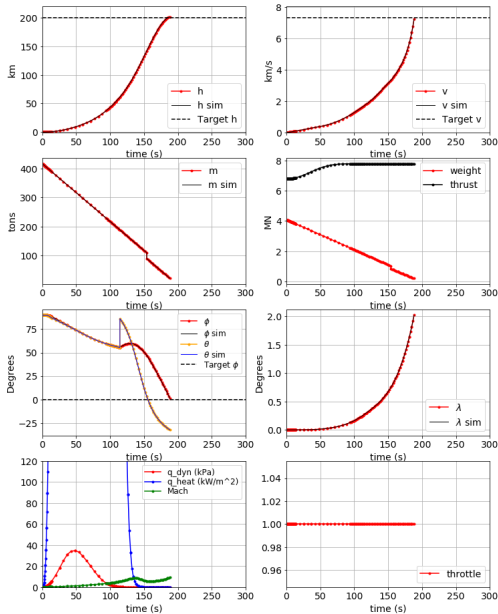 200
175
150
125
100
75
50
25
0
km
h
h sim
Target h
0 50 100 150 200 250 300
time (s)
8
6
4
2
0
km/s
v
v sim
Target v
0 50 100 150 200 250 300
time (s)
400
300
200
100
tons
m
m sim
0 50 100 150 200 250 300
time (s)
8
6
4
2
0
MN
weight
thrust
0 50 100 150 200 250 300
time (s)
75
50
25
0
−25
Degrees
ϕ
ϕ sim
θ
θ sim
Target ϕ
0 50 100 150 200 250 300
time (s)
2.0
1.5
1.0
0.5
0.0
Degrees
λ
λ sim
0 50 100 150 200 250 300
time (s)
120
100
80
60
40
20
0
q_dyn (kPa)
q_heat (kW/m^2)
Mach
0 50 100 150 200 250 300
time (s)
1.04
1.02
1.00
0.98
0.96
throttle
0 50 100 150 200 250 300
time (s)